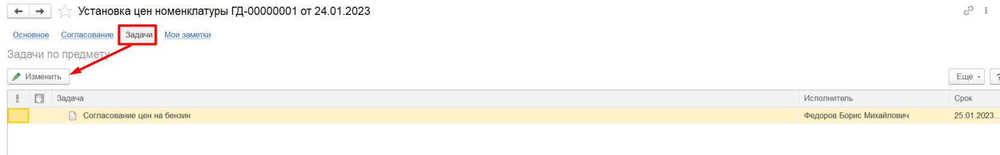 Установка цен номенклатуры ГД-00000001 от 24.01.2023
Основное Согласование Задачи Мои заметки
Задачи по предмету
Изменить Еще ?
Задача Исполнитель Срок
Согласование цен на бензин Федоров Борис Михайлович 25.01.2023...